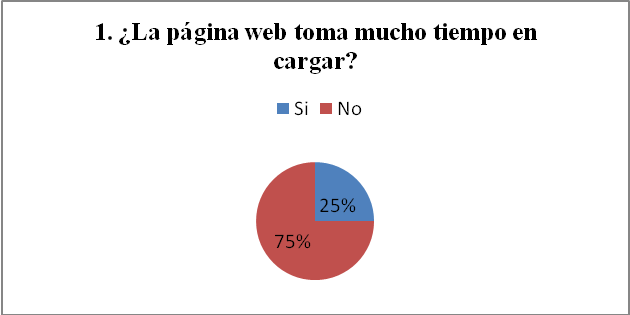 1. ¿La página web toma mucho tiempo en
cargar?
Si No
25%
75%